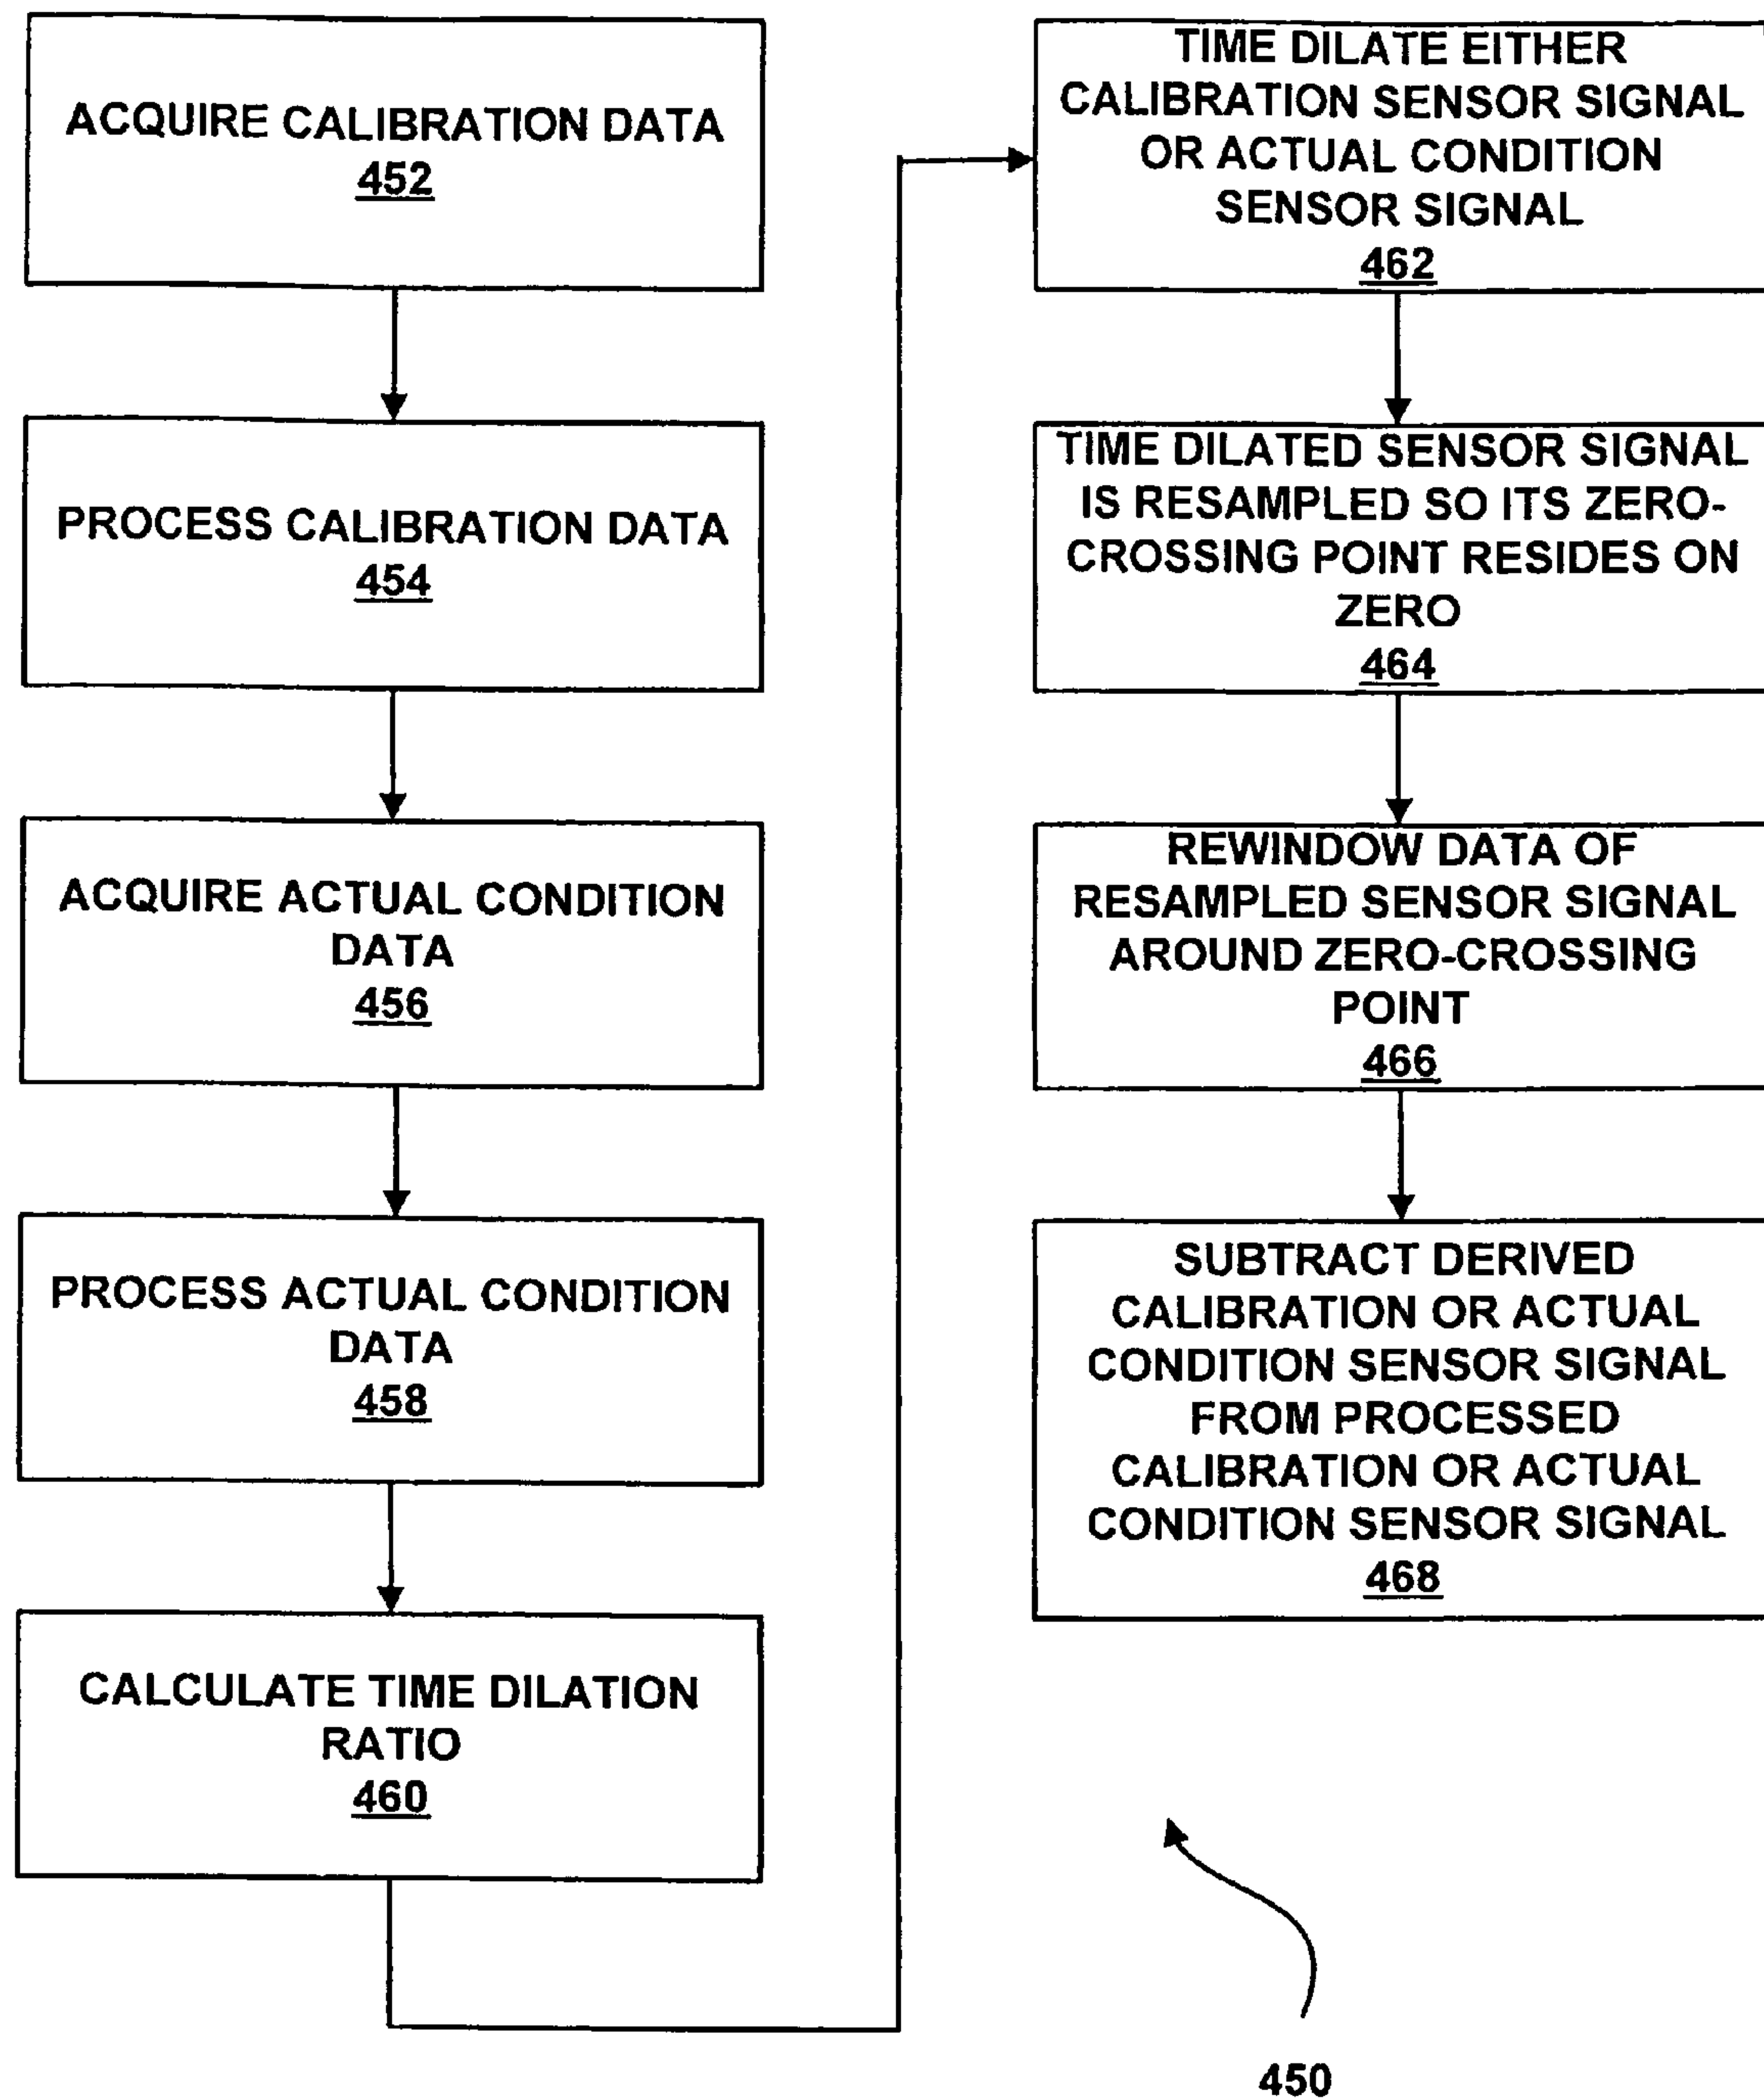 ACQUIRE CALIBRATION DATA
452
PROCESS CALIBRATION DATA
454
ACQUIRE ACTUAL CONDITION
DATA
456
PROCESS ACTUAL CONDITION
DATA
458
CALCULATE TIME DILATION
RATIO
460
TIME DILATE EITHER
CALIBRATION SENSOR SIGNAL
OR ACTUAL CONDITION
SENSOR SIGNAL
462
TIME DILATED SENSOR SIGNAL
IS RESAMPLED SO ITS ZERO-
CROSSING POINT RESIDES ON
ZERO
464
REWINDOW DATA OF
RESAMPLED SENSOR SIGNAL
AROUND ZERO-CROSSING
POINT
466
SUBTRACT DERIVED
CALIBRATION OR ACTUAL
CONDITION SENSOR SIGNAL
FROM PROCESSED
CALIBRATION OR ACTUAL
CONDITION SENSOR SIGNAL
468
450